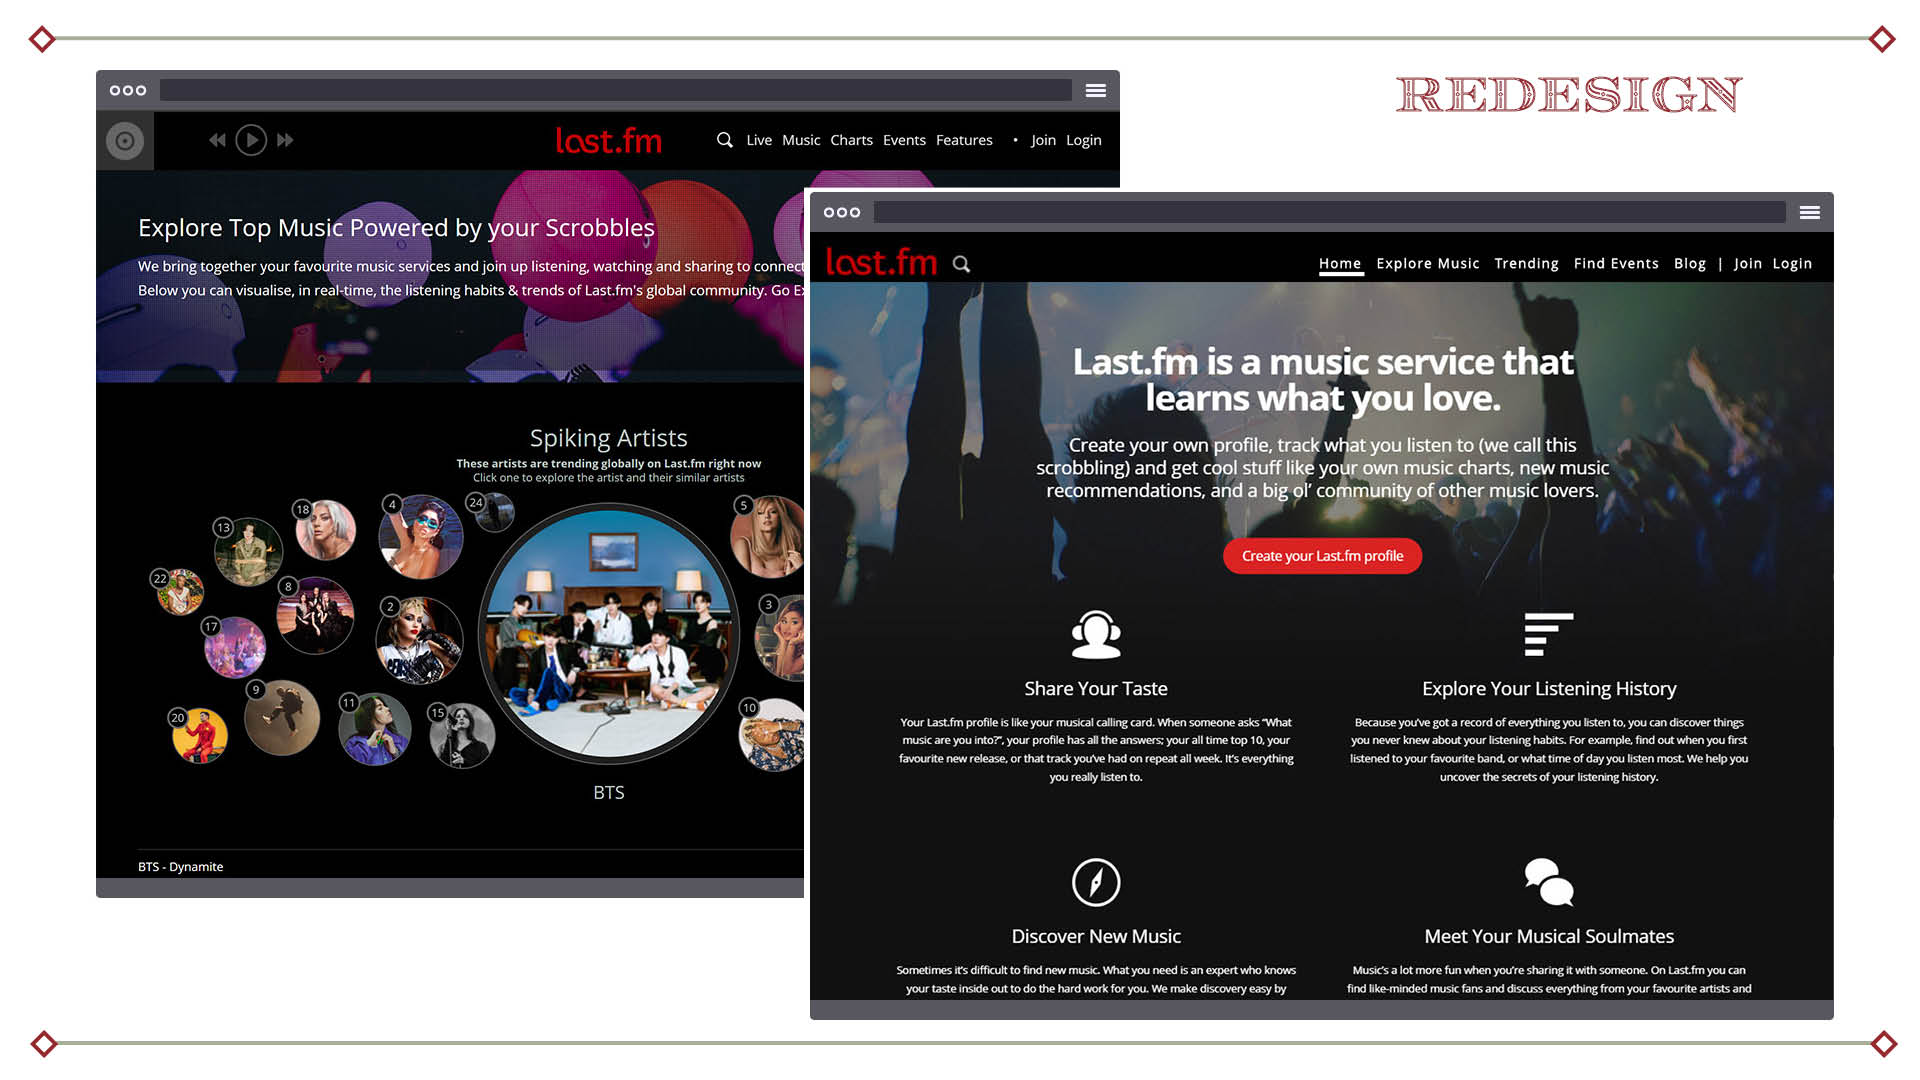 REDESIGN
last.fm
Live Music Charts Events Features • Join Login
Explore Top Music Powered by your Scrobbles
We bring together your favourite music services and join up listening, watching and sharing to connect
Below you can visualise, in real-time, the listening habits & trends of Last.fm's global community. Go
Spiking Artists
These artists are trending globally on Last.fm right now
Click one to explore the artist and their similar artists
24
4
5
18
13
22
8
2
3
17
9
11
10
15
20
BTS
BTS - Dynamite
last.fm
Home Explore Music Trending Find Events Blog | Join Login
Last.fm is a music service that
learns what you love.
Create your own profile, track what you listen to (we call this
scrobbling) and get cool stuff like your own music charts, new music
recommendations, and a big ol’ community of other music lovers.
Create your Last.fm profile
Share Your Taste
Your Last.fm profile is like your musical calling card. When someone asks “What
music are you into?”, your profile has all the answers; your all time top 10, your
favourite new release, or that track you’ve had on repeat all week. It’s everything
you really listen to.
Explore Your Listening History
Because you’ve got a record of everything you listen to, you can discover things
you never knew about your listening habits. For example, find out when you first
listened to your favourite band, or what time of day you listen most. We help you
uncover the secrets of your listening history.
Discover New Music
Sometimes it’s difficult to find new music. What you need is an expert who knows
your taste inside out to do the hard work for you. We make discovery easy by
Meet Your Musical Soulmates
Music’s a lot more fun when you’re sharing it with someone. On Last.fm you can
find like-minded music fans and discuss everything from your favourite artists and